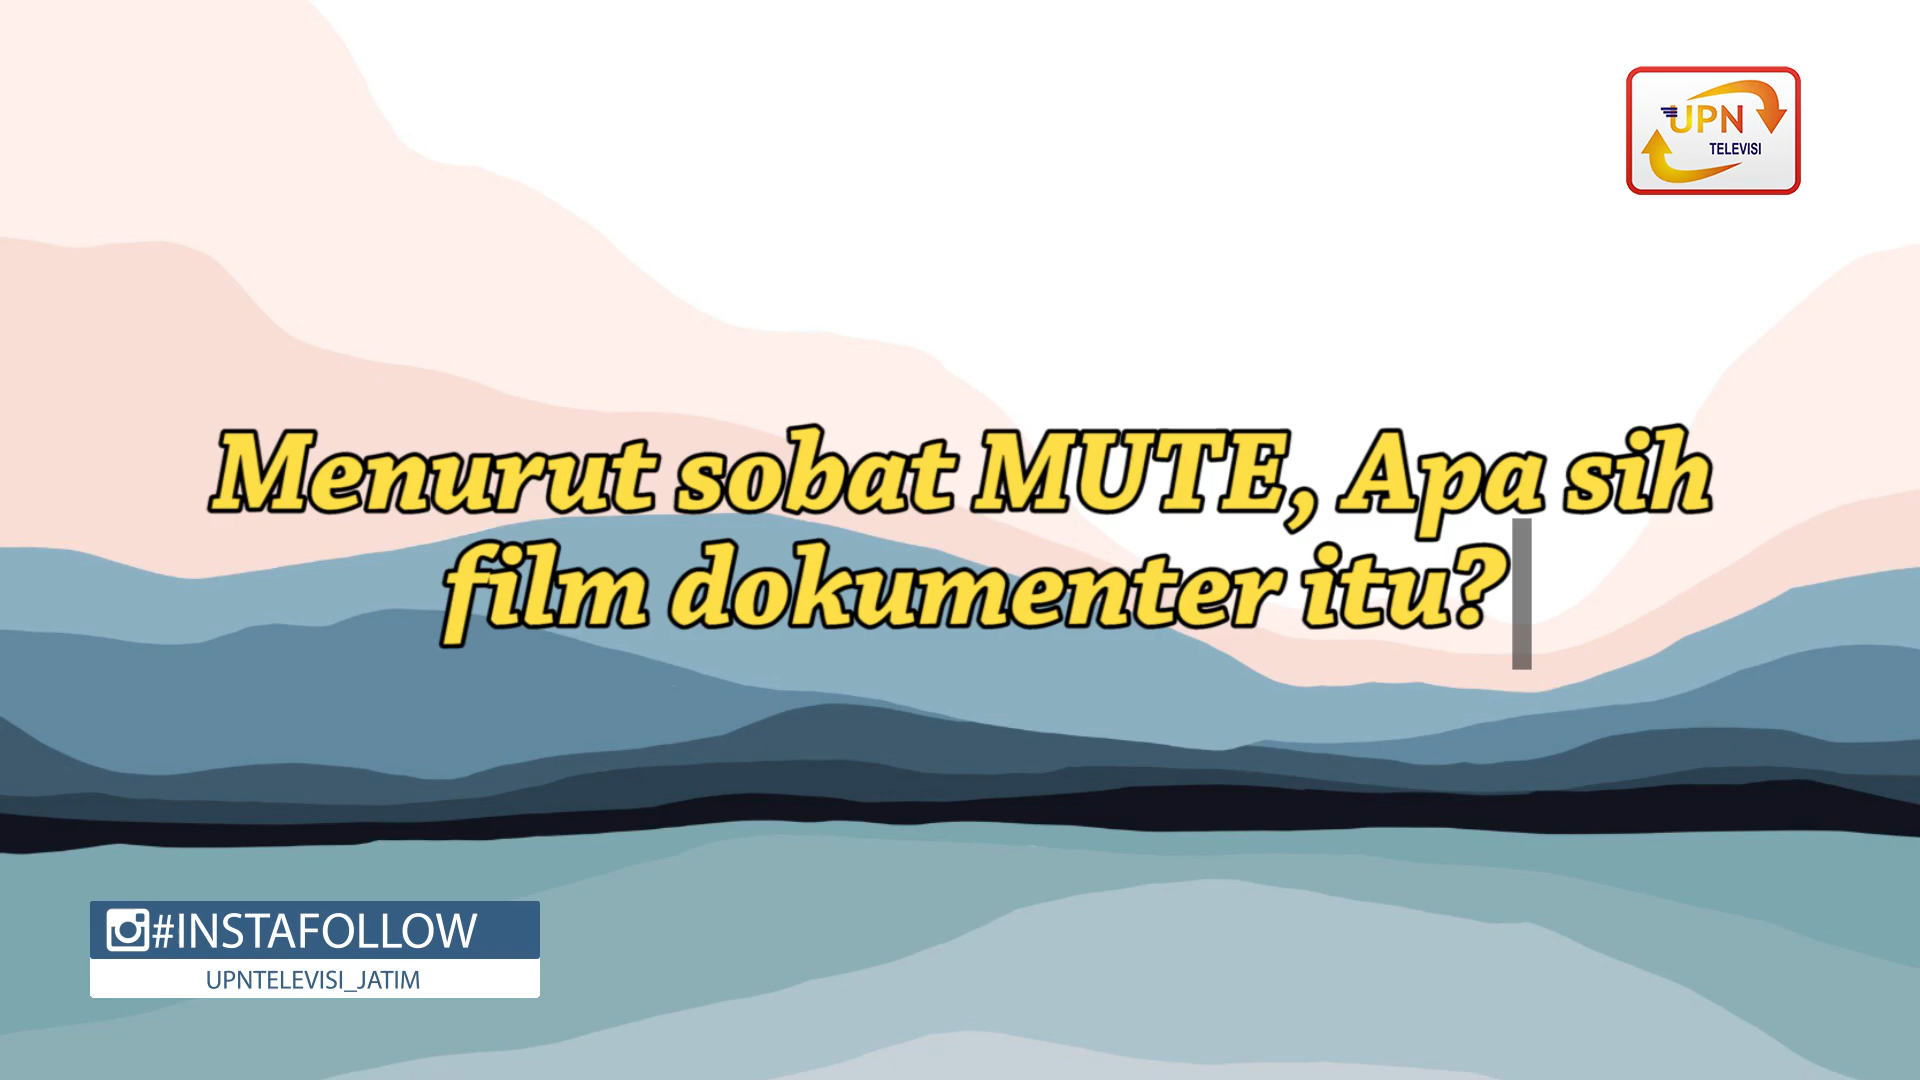 UPN
TELEVISI
Menurut sobat MUTE, Apa sih
film dokumenter itu?
#INSTAFOLLOW
UPNTELEVISI_JATIM